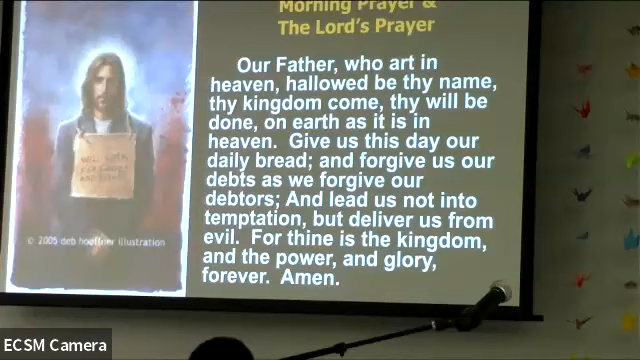 Morning Prayer &
The Lord's Prayer
Our Father, who art in
heaven, hallowed be thy name,
thy kingdom come, thy will be
done, on earth as it is in
heaven. Give us this day our
daily bread; and forgive us our
debts as we forgive our
debtors; And lead us not into
temptation, but deliver us from
evil. For thine is the kingdom,
and the power, and glory,
forever. Amen.
WILL WORK
© 2005 deb hoeffner illustration
ECSM Camera